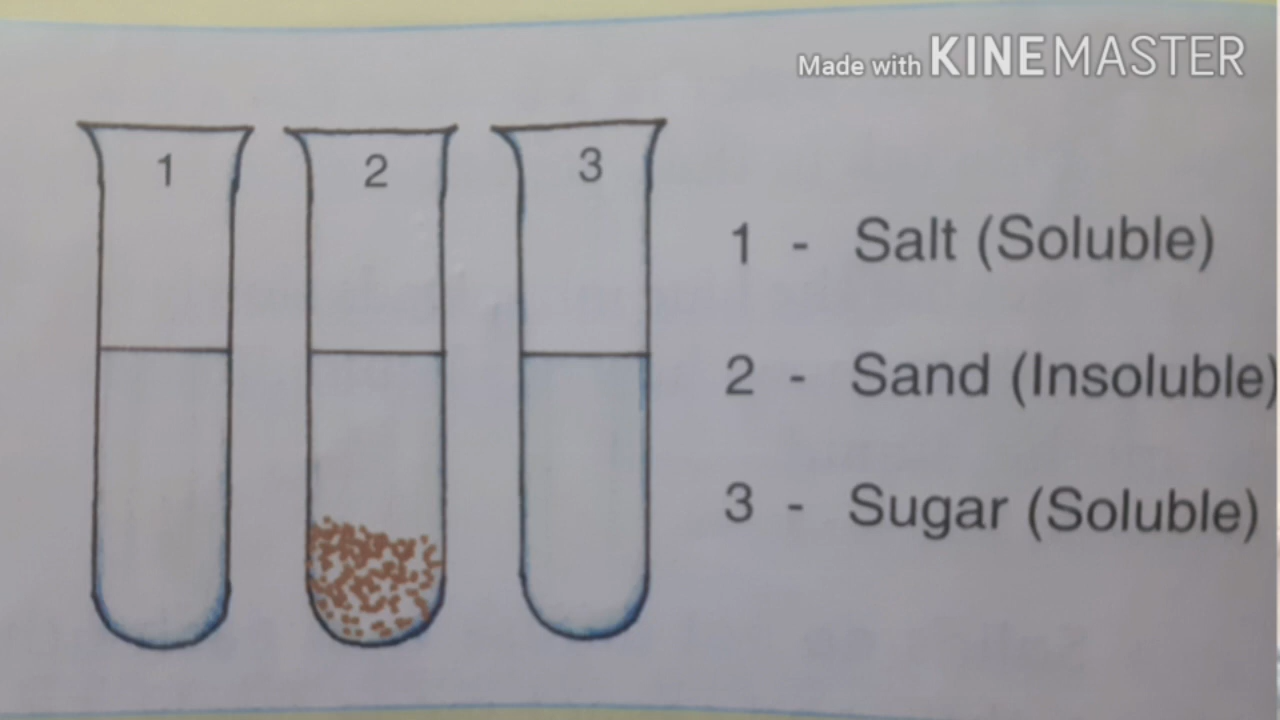 Made with KINEMASTER
1 2 3
1 - Salt (Soluble)
2 - Sand (Insoluble)
3 - Sugar (Soluble)